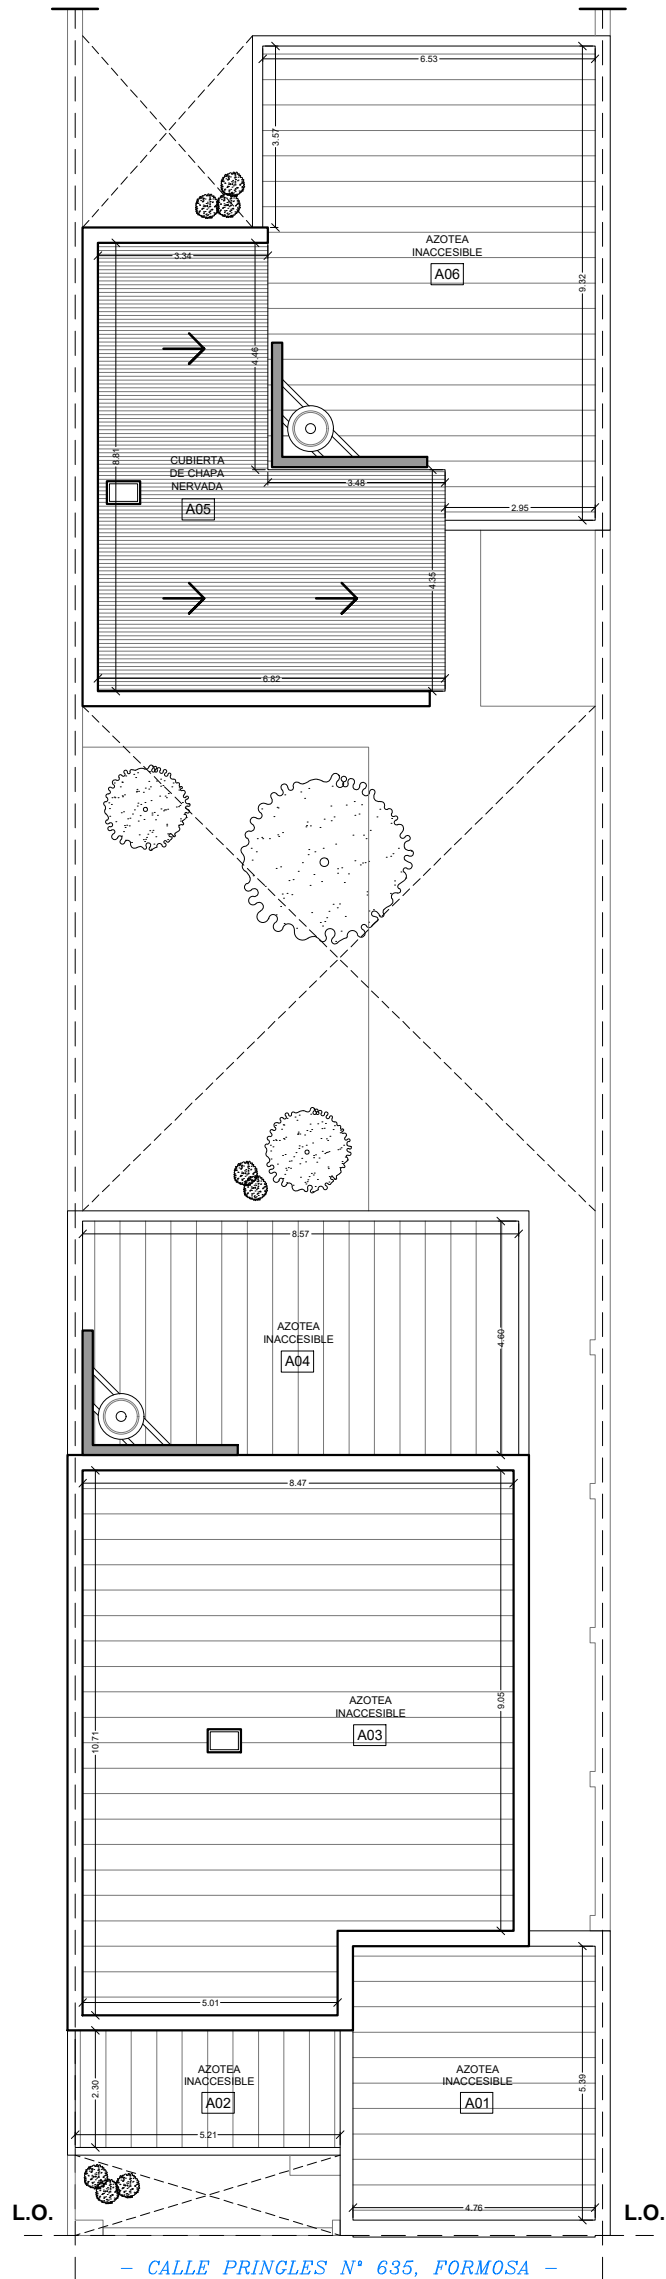 6.53
3.57
AZOTEA
INACCESIBLE
A06
9.32
3.34
4.46
8.81
CUBIERTA
DE CHAPA
NERVADA
A05
3.48
2.95
4.35
6.82
8.57
AZOTEA
INACCESIBLE
A04
4.60
8.47
AZOTEA
INACCESIBLE
A03
9.05
10.71
5.01
AZOTEA
INACCESIBLE
A02
2.30
5.21
AZOTEA
INACCESIBLE
A01
5.39
4.76
L.O.
L.O.
– CALLE PRINGLES N° 635, FORMOSA –